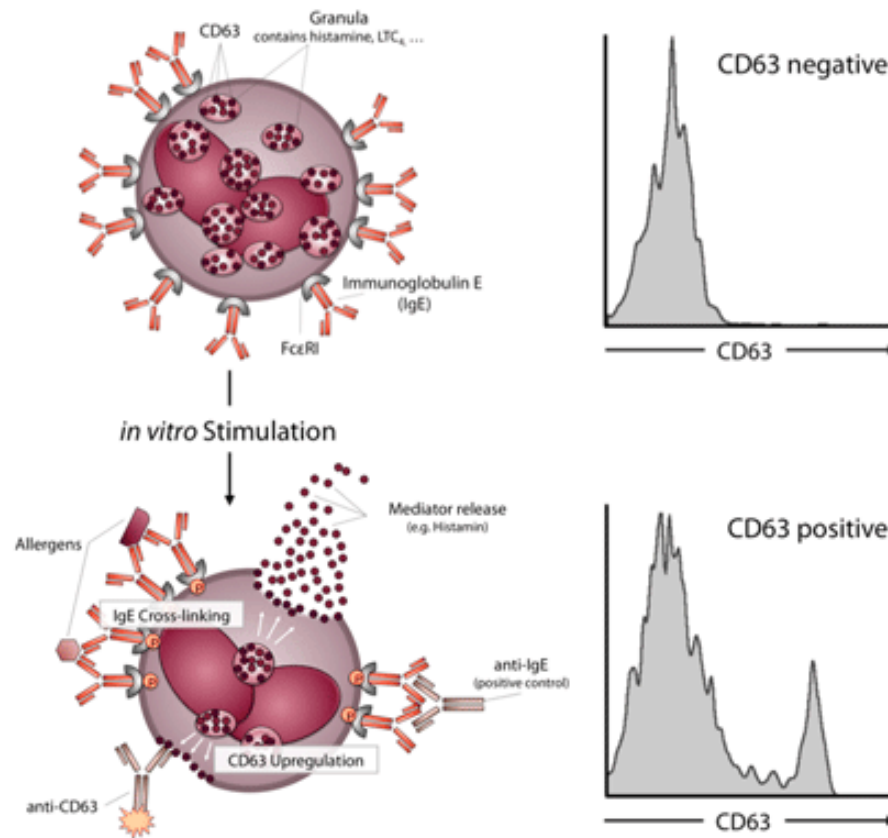 CD63
Granula
contains histamine, LTC₄, ...
CD63 negative
Immunoglobulin E
(IgE)
FcεRI
CD63
in vitro Stimulation
Mediator release
(e.g. Histamin)
Allergens
IgE Cross-linking
P
P
P
P
P
anti-IgE
(positive control)
CD63 Upregulation
anti-CD63
CD63 positive
CD63